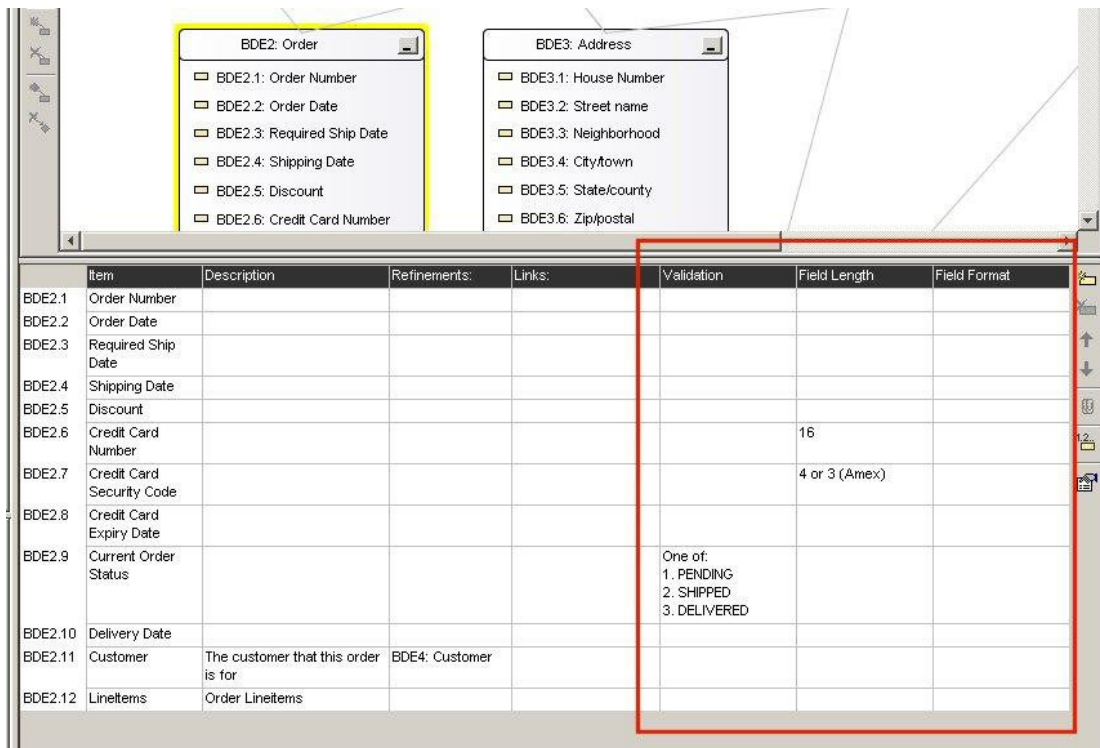 BDE2: Order
BDE2.1: Order Number
BDE2.2: Order Date
BDE2.3: Required Ship Date
BDE2.4: Shipping Date
BDE2.5: Discount
BDE2.6: Credit Card Number
BDE3: Address
BDE3.1: House Number
BDE3.2: Street name
BDE3.3: Neighborhood
BDE3.4: City/town
BDE3.5: State/county
BDE3.6: Zip/postal
Item Description Refinements: Links: Validation Field Length Field Format
BDE2.1 Order Number
BDE2.2 Order Date
BDE2.3 Required Ship
Date
BDE2.4 Shipping Date
BDE2.5 Discount
BDE2.6 Credit Card 16
Number
BDE2.7 Credit Card 4 or 3 (Amex)
Security Code
BDE2.8 Credit Card
Expiry Date
BDE2.9 Current Order One of:
Status 1. PENDING
2. SHIPPED
3. DELIVERED
BDE2.10 Delivery Date
BDE2.11 Customer The customer that this order BDE4: Customer
is for
BDE2.12 LineItems Order Lineitems
1.2..